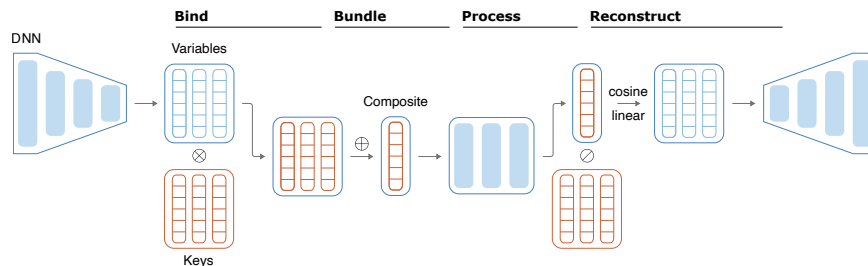 Bind
Bundle
Process
Reconstruct
DNN
Variables
Composite
cosine
linear
Keys